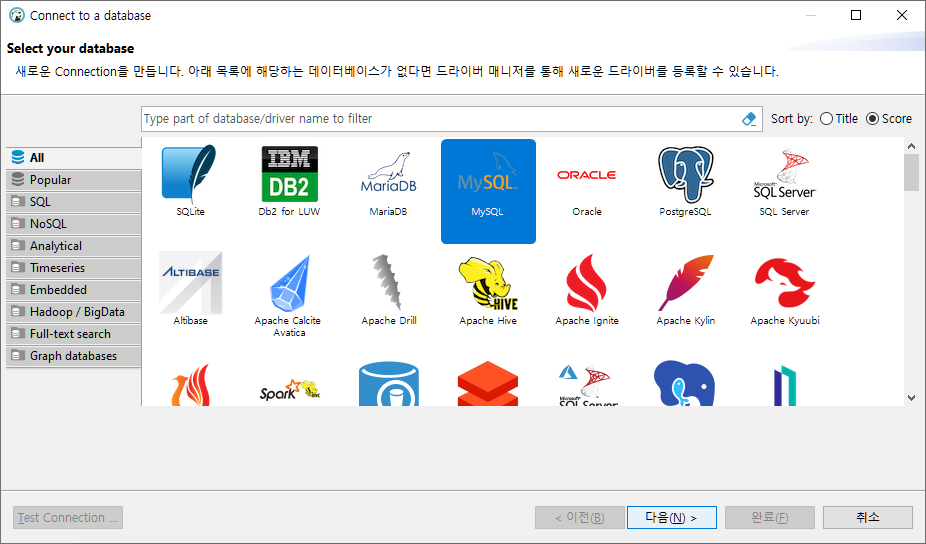 Connect to a database
Select your database
새로운 Connection을 만듭니다. 아래 목록에 해당하는 데이터베이스가 없다면 드라이버 매니저를 통해 새로운 드라이버를 등록할 수 있습니다.
Type part of database/driver name to filter
Sort by: Title Score
All
Popular
SQL
NoSQL
Analytical
Timeseries
Embedded
Hadoop / BigData
Full-text search
Graph databases
IBM
DB2
MariaDB
MySQL
ORACLE
Microsoft
SQL Server
SQLite
Db2 for LUW
MariaDB
MySQL
Oracle
PostgreSQL
SQL Server
ALTIBASE
HIVE
Altibase
Apache Calcite
Avatica
Apache Drill
Apache Hive
Apache Ignite
Apache Kylin
Apache Kyuubi
Spark
HIVE
Microsoft
SQL Server
Test Connection ...
< 이전(B)
다음(N) >
완료(F)
취소